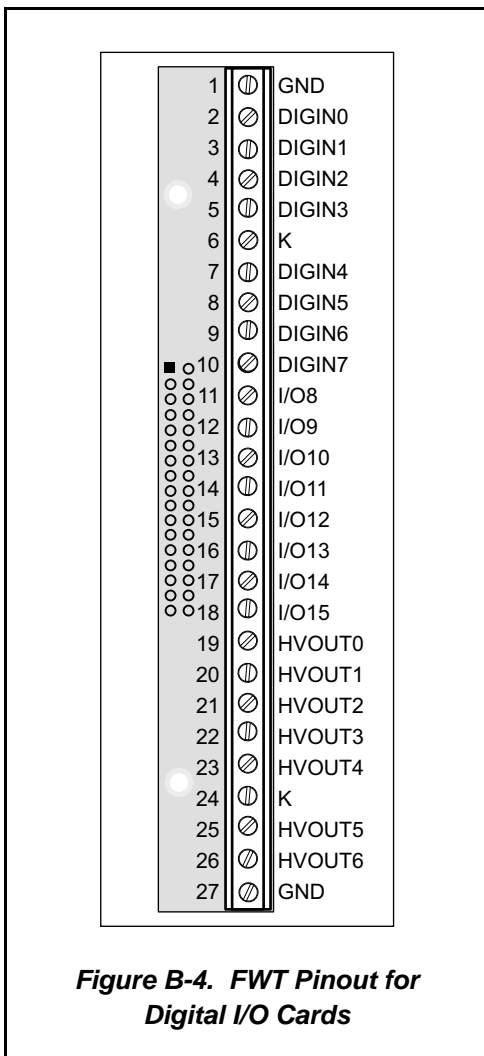 1 GND
2 DIGIN0
3 DIGIN1
4 DIGIN2
5 DIGIN3
6 K
7 DIGIN4
8 DIGIN5
9 DIGIN6
10 DIGIN7
11 I/O8
12 I/O9
13 I/O10
14 I/O11
15 I/O12
16 I/O13
17 I/O14
18 I/O15
19 HVOUT0
20 HVOUT1
21 HVOUT2
22 HVOUT3
23 HVOUT4
24 K
25 HVOUT5
26 HVOUT6
27 GND
Figure B-4. FWT Pinout for
Digital I/O Cards